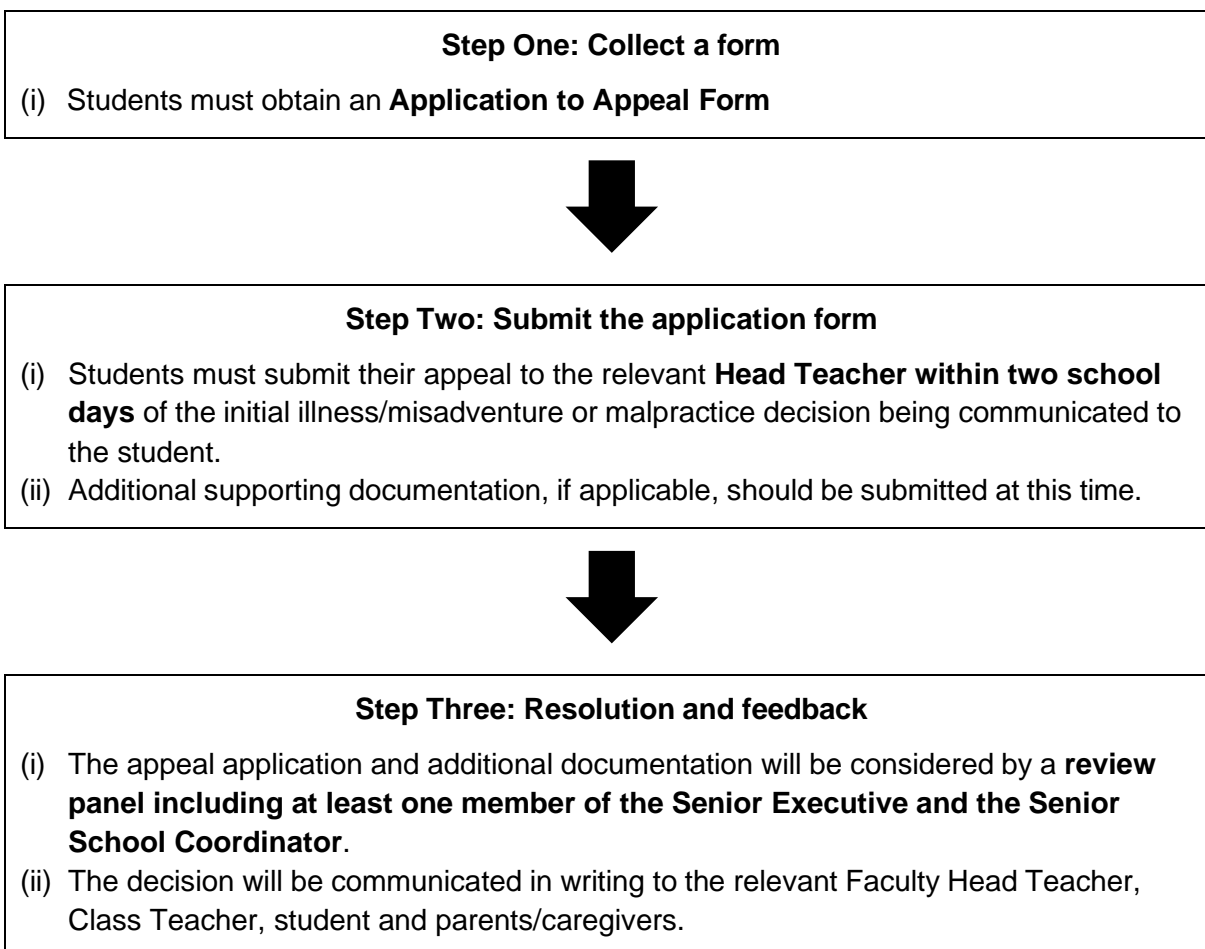 Step One: Collect a form
(i) Students must obtain an Application to Appeal Form
Step Two: Submit the application form
(i) Students must submit their appeal to the relevant Head Teacher within two school
days of the initial illness/misadventure or malpractice decision being communicated to
the student.
(ii) Additional supporting documentation, if applicable, should be submitted at this time.
Step Three: Resolution and feedback
(i) The appeal application and additional documentation will be considered by a review
panel including at least one member of the Senior Executive and the Senior
School Coordinator.
(ii) The decision will be communicated in writing to the relevant Faculty Head Teacher,
Class Teacher, student and parents/caregivers.